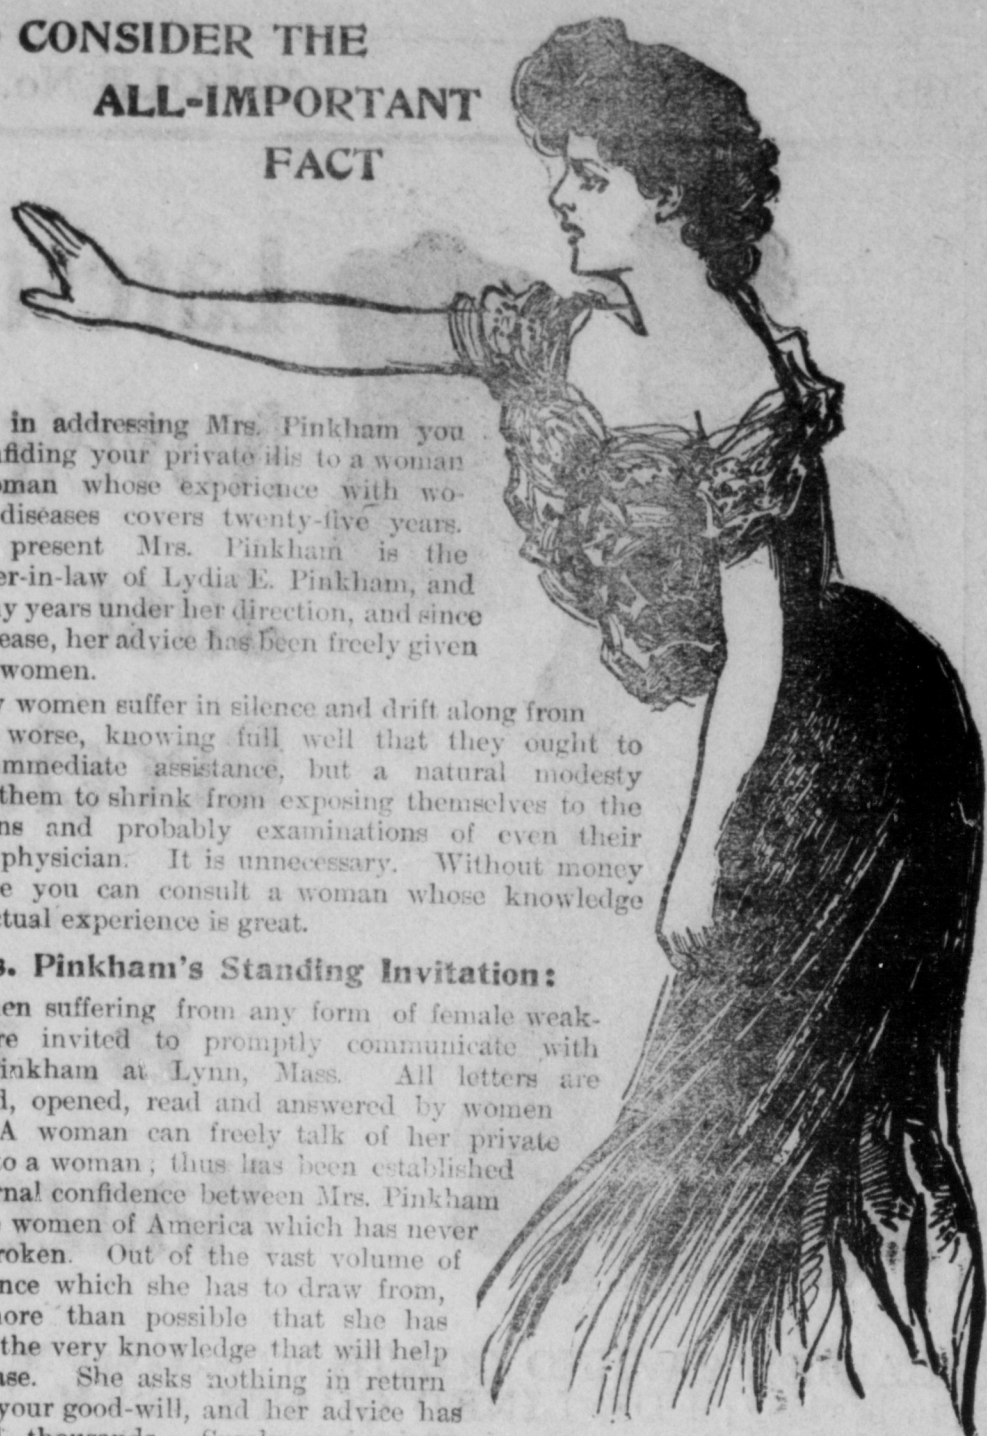 CONSIDER THE
ALL-IMPORTANT
FACT
in addressing Mrs. Pinkham you
fiding your private ills to a woman
oman whose experience with wo-
diseases covers twenty-five years.
present Mrs. Pinkham is the
er-in-law of Lydia E. Pinkham, and
y years under her direction, and since
ease, her advice has been freely given
women.
y women suffer in silence and drift along from
worse, knowing full well that they ought to
mmediate assistance, but a natural modesty
them to shrink from exposing themselves to the
ns and probably examinations of even their
physician. It is unnecessary. Without money
e you can consult a woman whose knowledge
ctual experience is great.
s. Pinkham's Standing Invitation:
en suffering from any form of female weak-
re invited to promptly communicate with
inkham at Lynn, Mass. All letters are
d, opened, read and answered by women
A woman can freely talk of her private
to a woman; thus has been established
rnal confidence between Mrs. Pinkham
women of America which has never
roken. Out of the vast volume of
nce which she has to draw from,
more than possible that she has
the very knowledge that will help
ase. She asks nothing in return
your good-will, and her advice has
thousands.